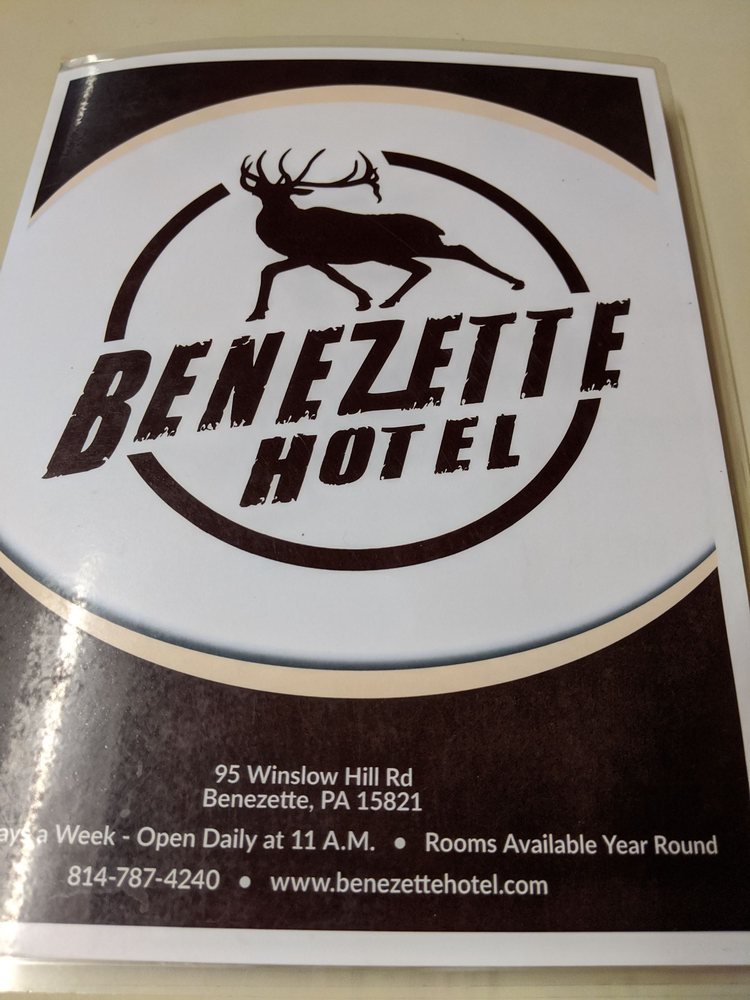 BENEZETTE
HOTEL
95 Winslow Hill Rd
Benezette, PA 15821
a Week - Open Daily at 11 A.M. • Rooms Available Year Round
814-787-4240 • www.benezettehotel.com